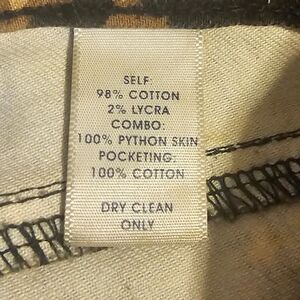 SELF:
98% COTTON
2% LYCRA
COMBO:
100% PYTHON SKIN
POCKETING:
100% COTTON
DRY CLEAN
ONLY